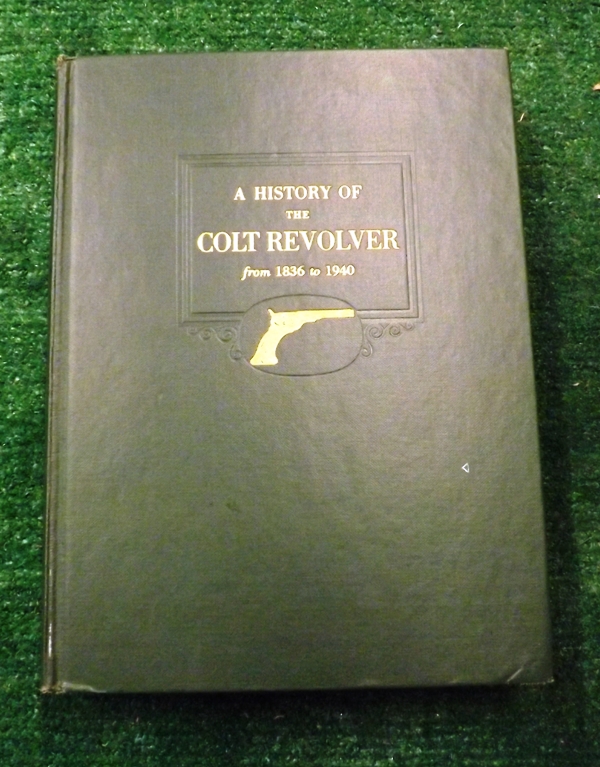 A HISTORY OF
THE
COLT REVOLVER
from 1836 to 1940